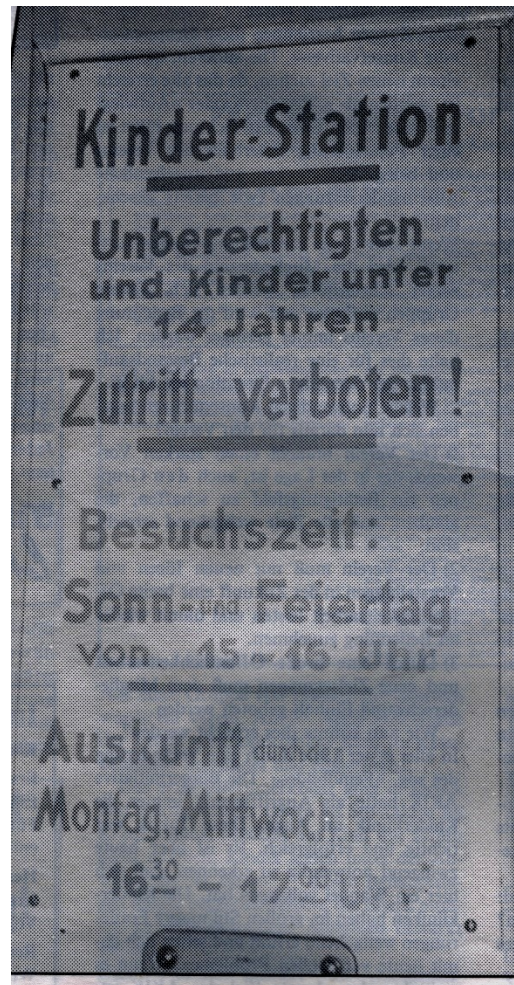 Kinder-Station
Unberechtigten
und Kinder unter
14 Jahren
Zutritt verboten!
Besuchszeit:
Sonn- und Feiertag
von 15-16 Uhr
Auskunft durch den
Montag, Mittwoch,
16³⁰ - 17⁰⁰ Uhr